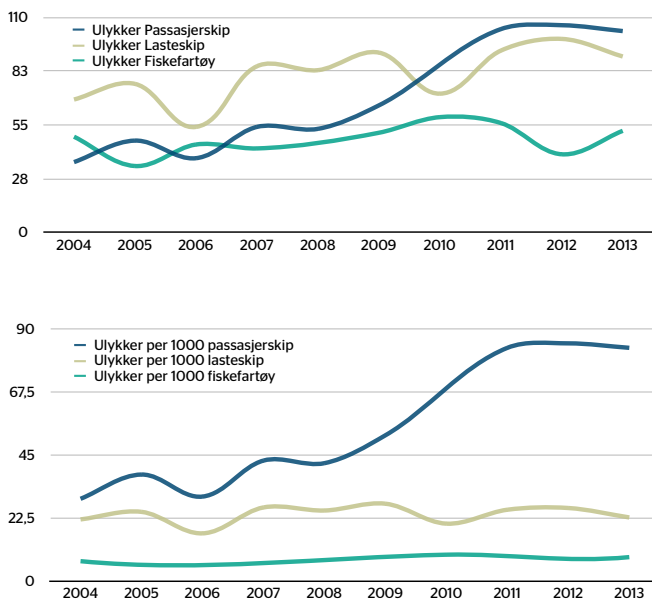 110
Ulykker Passasjerskip
Ulykker Lasteskip
83
Ulykker Fiskefartøy
55
28
0
2004 2005 2006 2007 2008 2009 2010 2011 2012 2013
90
Ulykker per 1000 passasjerskip
Ulykker per 1000 lasteskip
Ulykker per 1000 fiskefartøy
67,5
45
22,5
0
2004 2005 2006 2007 2008 2009 2010 2011 2012 2013